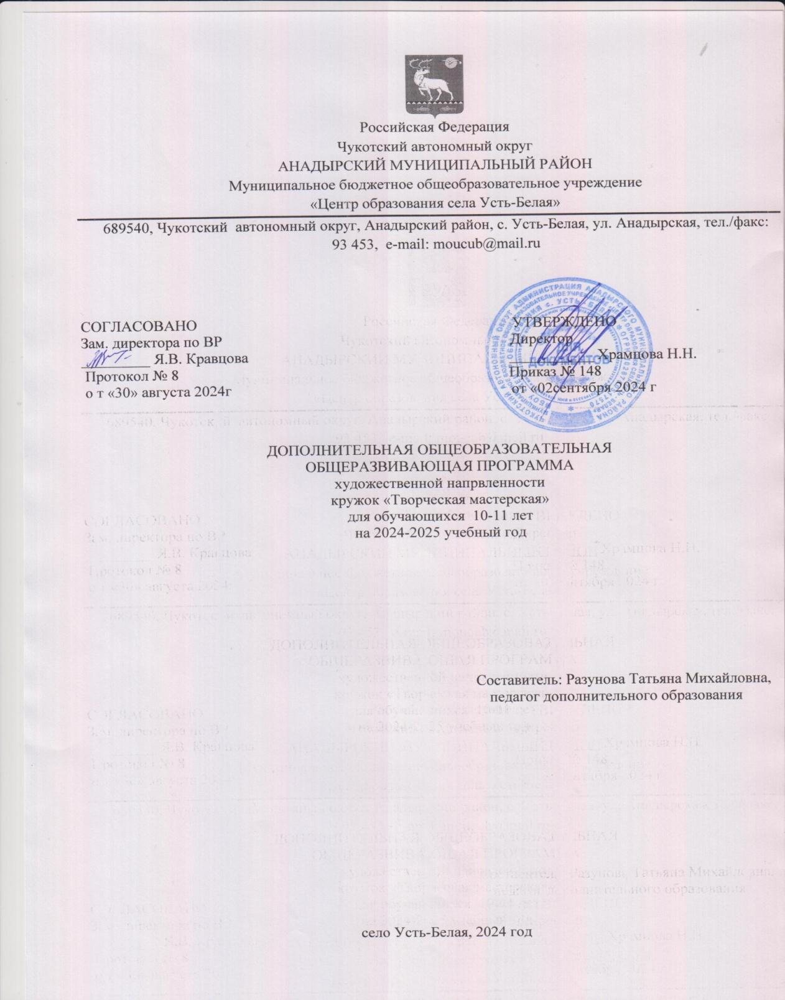 Российская Федерация
Чукотский автономный округ
АНАДЫРСКИЙ МУНИЦИПАЛЬНЫЙ РАЙОН
Муниципальное бюджетное общеобразовательное учреждение
«Центр образования села Усть-Белая»
689540, Чукотский автономный округ, Анадырский район, с. Усть-Белая, ул. Анадырская, тел./факс:
93 453, e-mail: moucub@mail.ru
СОГЛАСОВАНО
Зам. директора по ВР
_________ Я.В. Кравцова
Протокол № 8
о т «30» августа 2024г
УТВЕРЖДЕНО
Директор
___________ Храмцова Н.Н.
Приказ № 148
от «02сентября 2024 г
ДОКУМЕНТОВ
ДОПОЛНИТЕЛЬНАЯ ОБЩЕОБРАЗОВАТЕЛЬНАЯ
ОБЩЕРАЗВИВАЮЩАЯ ПРОГРАММА
художественной напрвленности
кружок «Творческая мастерская»
для обучающихся 10-11 лет
на 2024-2025 учебный год
Составитель: Разунова Татьяна Михайловна,
педагог дополнительного образования
село Усть-Белая, 2024 год